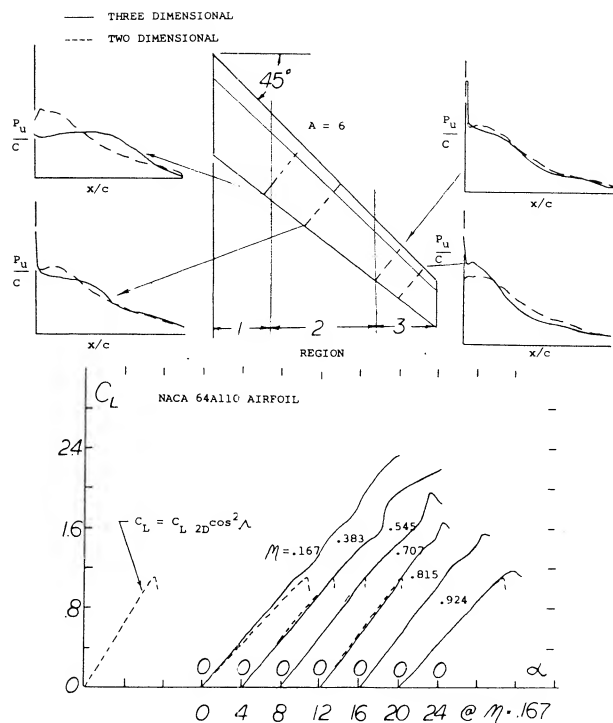 THREE DIMENSIONAL
TWO DIMENSIONAL
45°
A = 6
Pu/C
x/c
Pu/C
x/c
Pu/C
x/c
Pu/C
x/c
1 2 3
REGION
CL
NACA 64A110 AIRFOIL
2.4
1.6
.8
.0
CL = CL 2D cos²Λ
η = .167
.383
.545
.707
.815
.924
0 0 0 0 0 0 0
α
0 4 8 12 16 20 24 @ η = .167